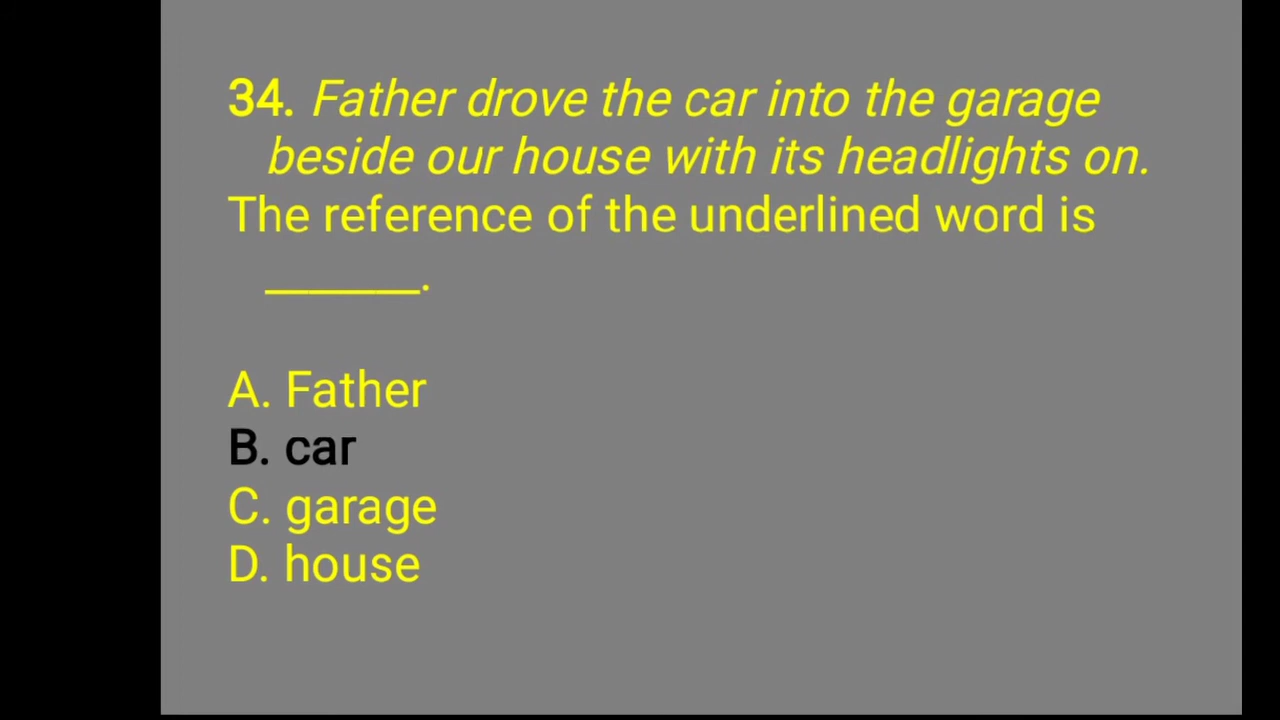 34. Father drove the car into the garage
beside our house with its headlights on.
The reference of the underlined word is
_______.
A. Father
B. car
C. garage
D. house